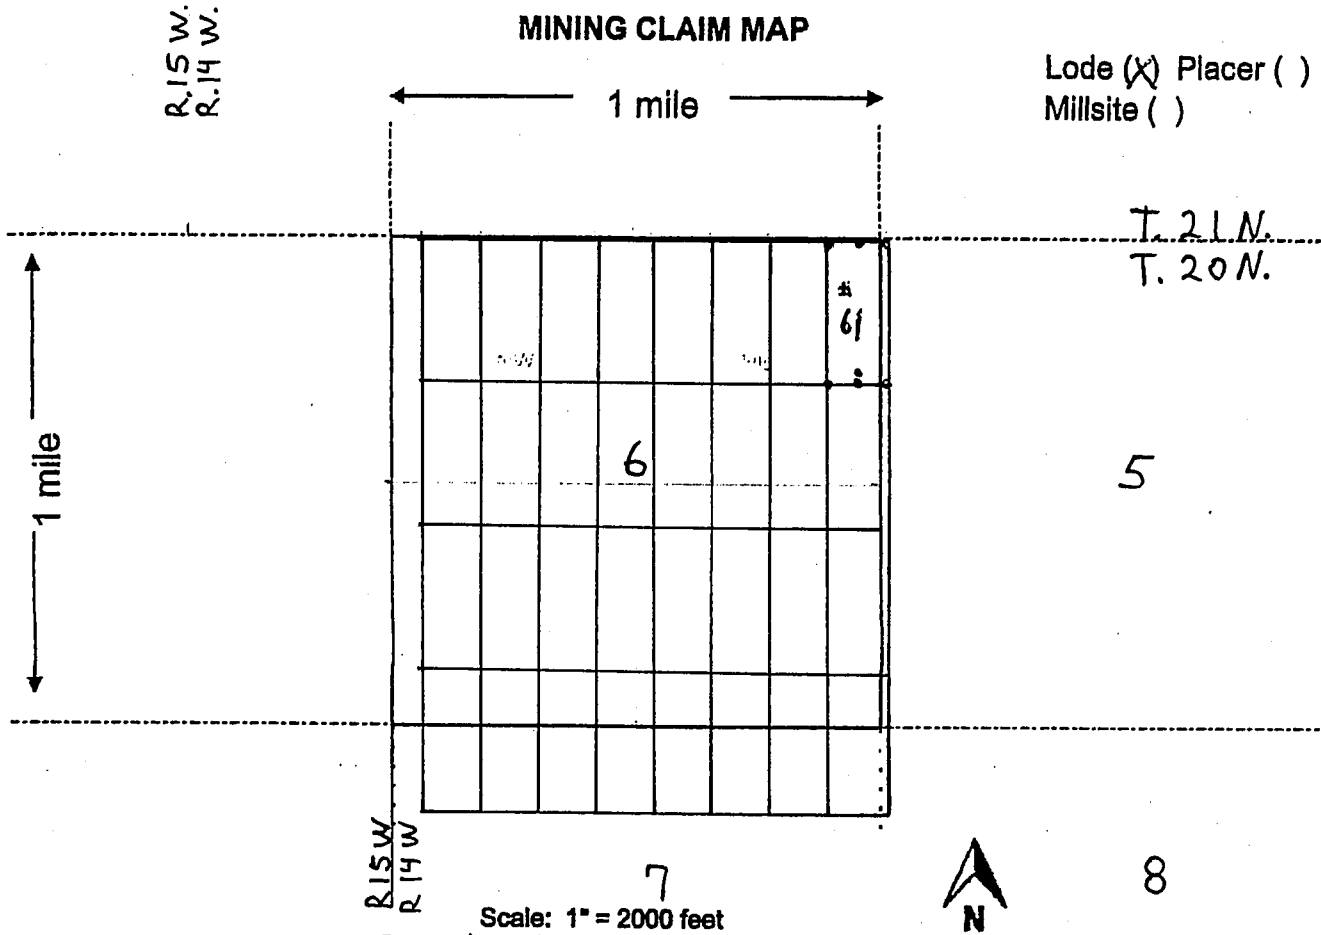 MINING CLAIM MAP
R.15 W.
R.14 W.
Lode (X) Placer ( )
Millsite ( )
1 mile
T. 21 N.
T. 20 N.
1 mile
6
5
R15W
R14W
7
8
Scale: 1" = 2000 feet
N